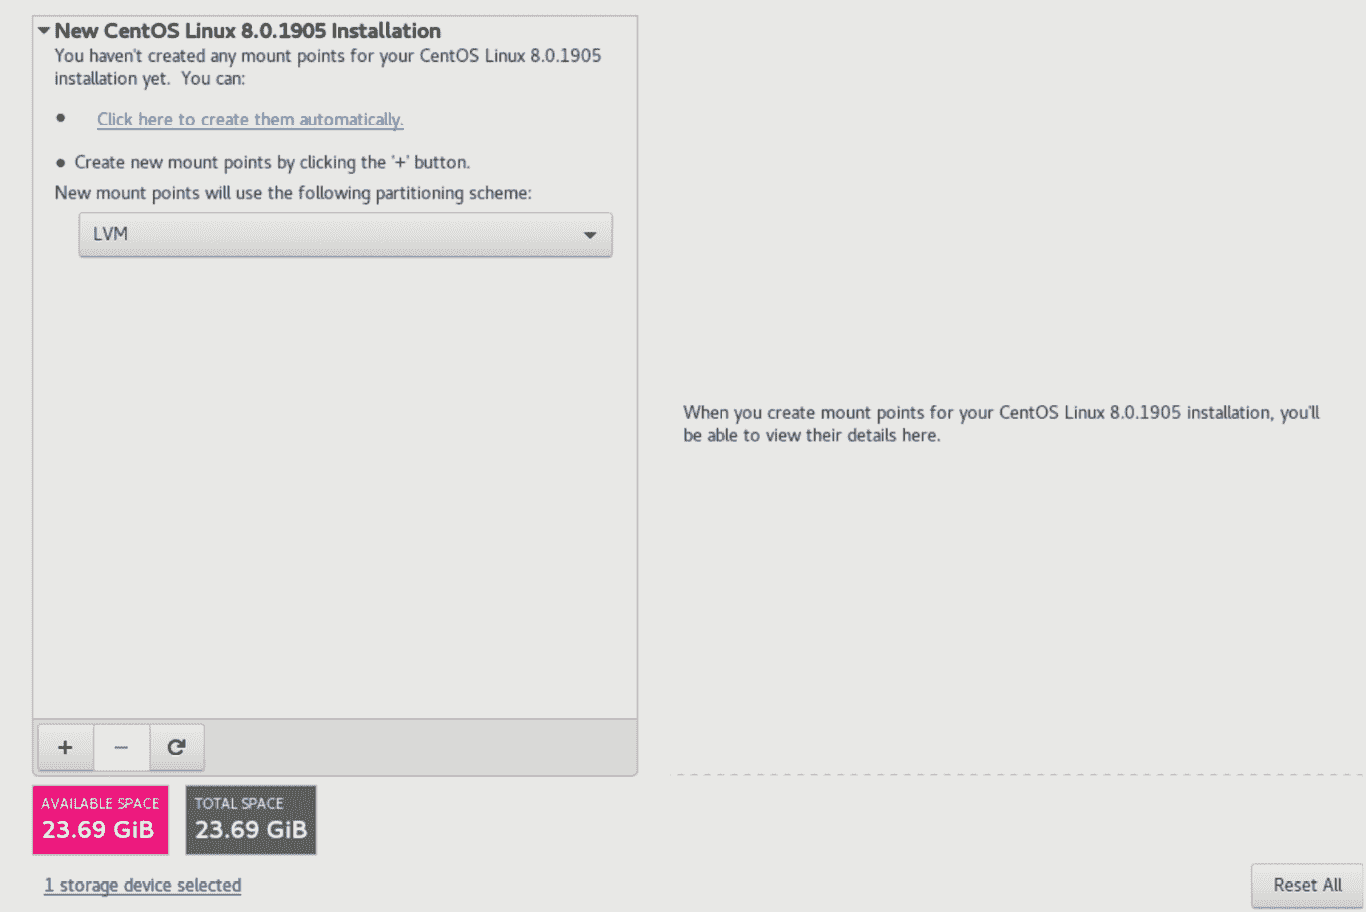 New CentOS Linux 8.0.1905 Installation
You haven't created any mount points for your CentOS Linux 8.0.1905
installation yet.  You can:
• Click here to create them automatically.
• Create new mount points by clicking the '+' button.
New mount points will use the following partitioning scheme:
LVM
When you create mount points for your CentOS Linux 8.0.1905 installation, you'll
be able to view their details here.
+ −
AVAILABLE SPACE
23.69 GiB
TOTAL SPACE
23.69 GiB
1 storage device selected
Reset All